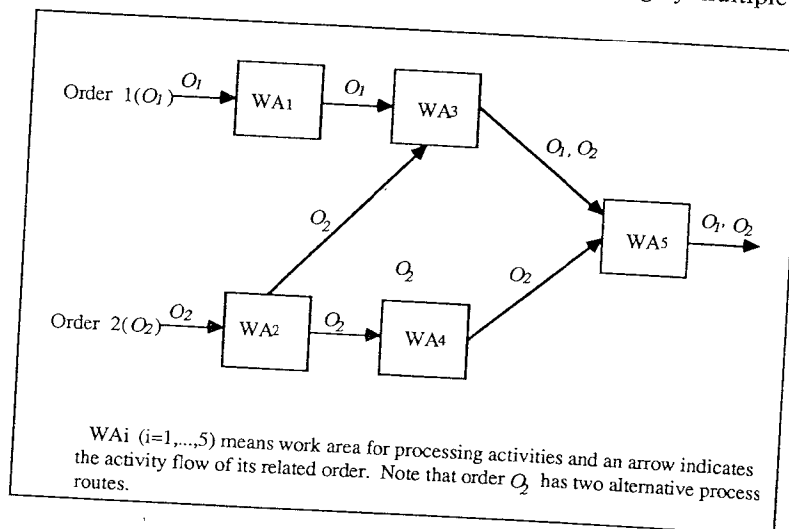 multiple
Order 1(O1) O1 WA1 O1 WA3
O1, O2
O2
WA5 O1, O2
O2
O2
Order 2(O2) O2 WA2 O2 WA4
WAi (i=1,...,5) means work area for processing activities and an arrow indicates
the activity flow of its related order. Note that order O2 has two alternative process
routes.